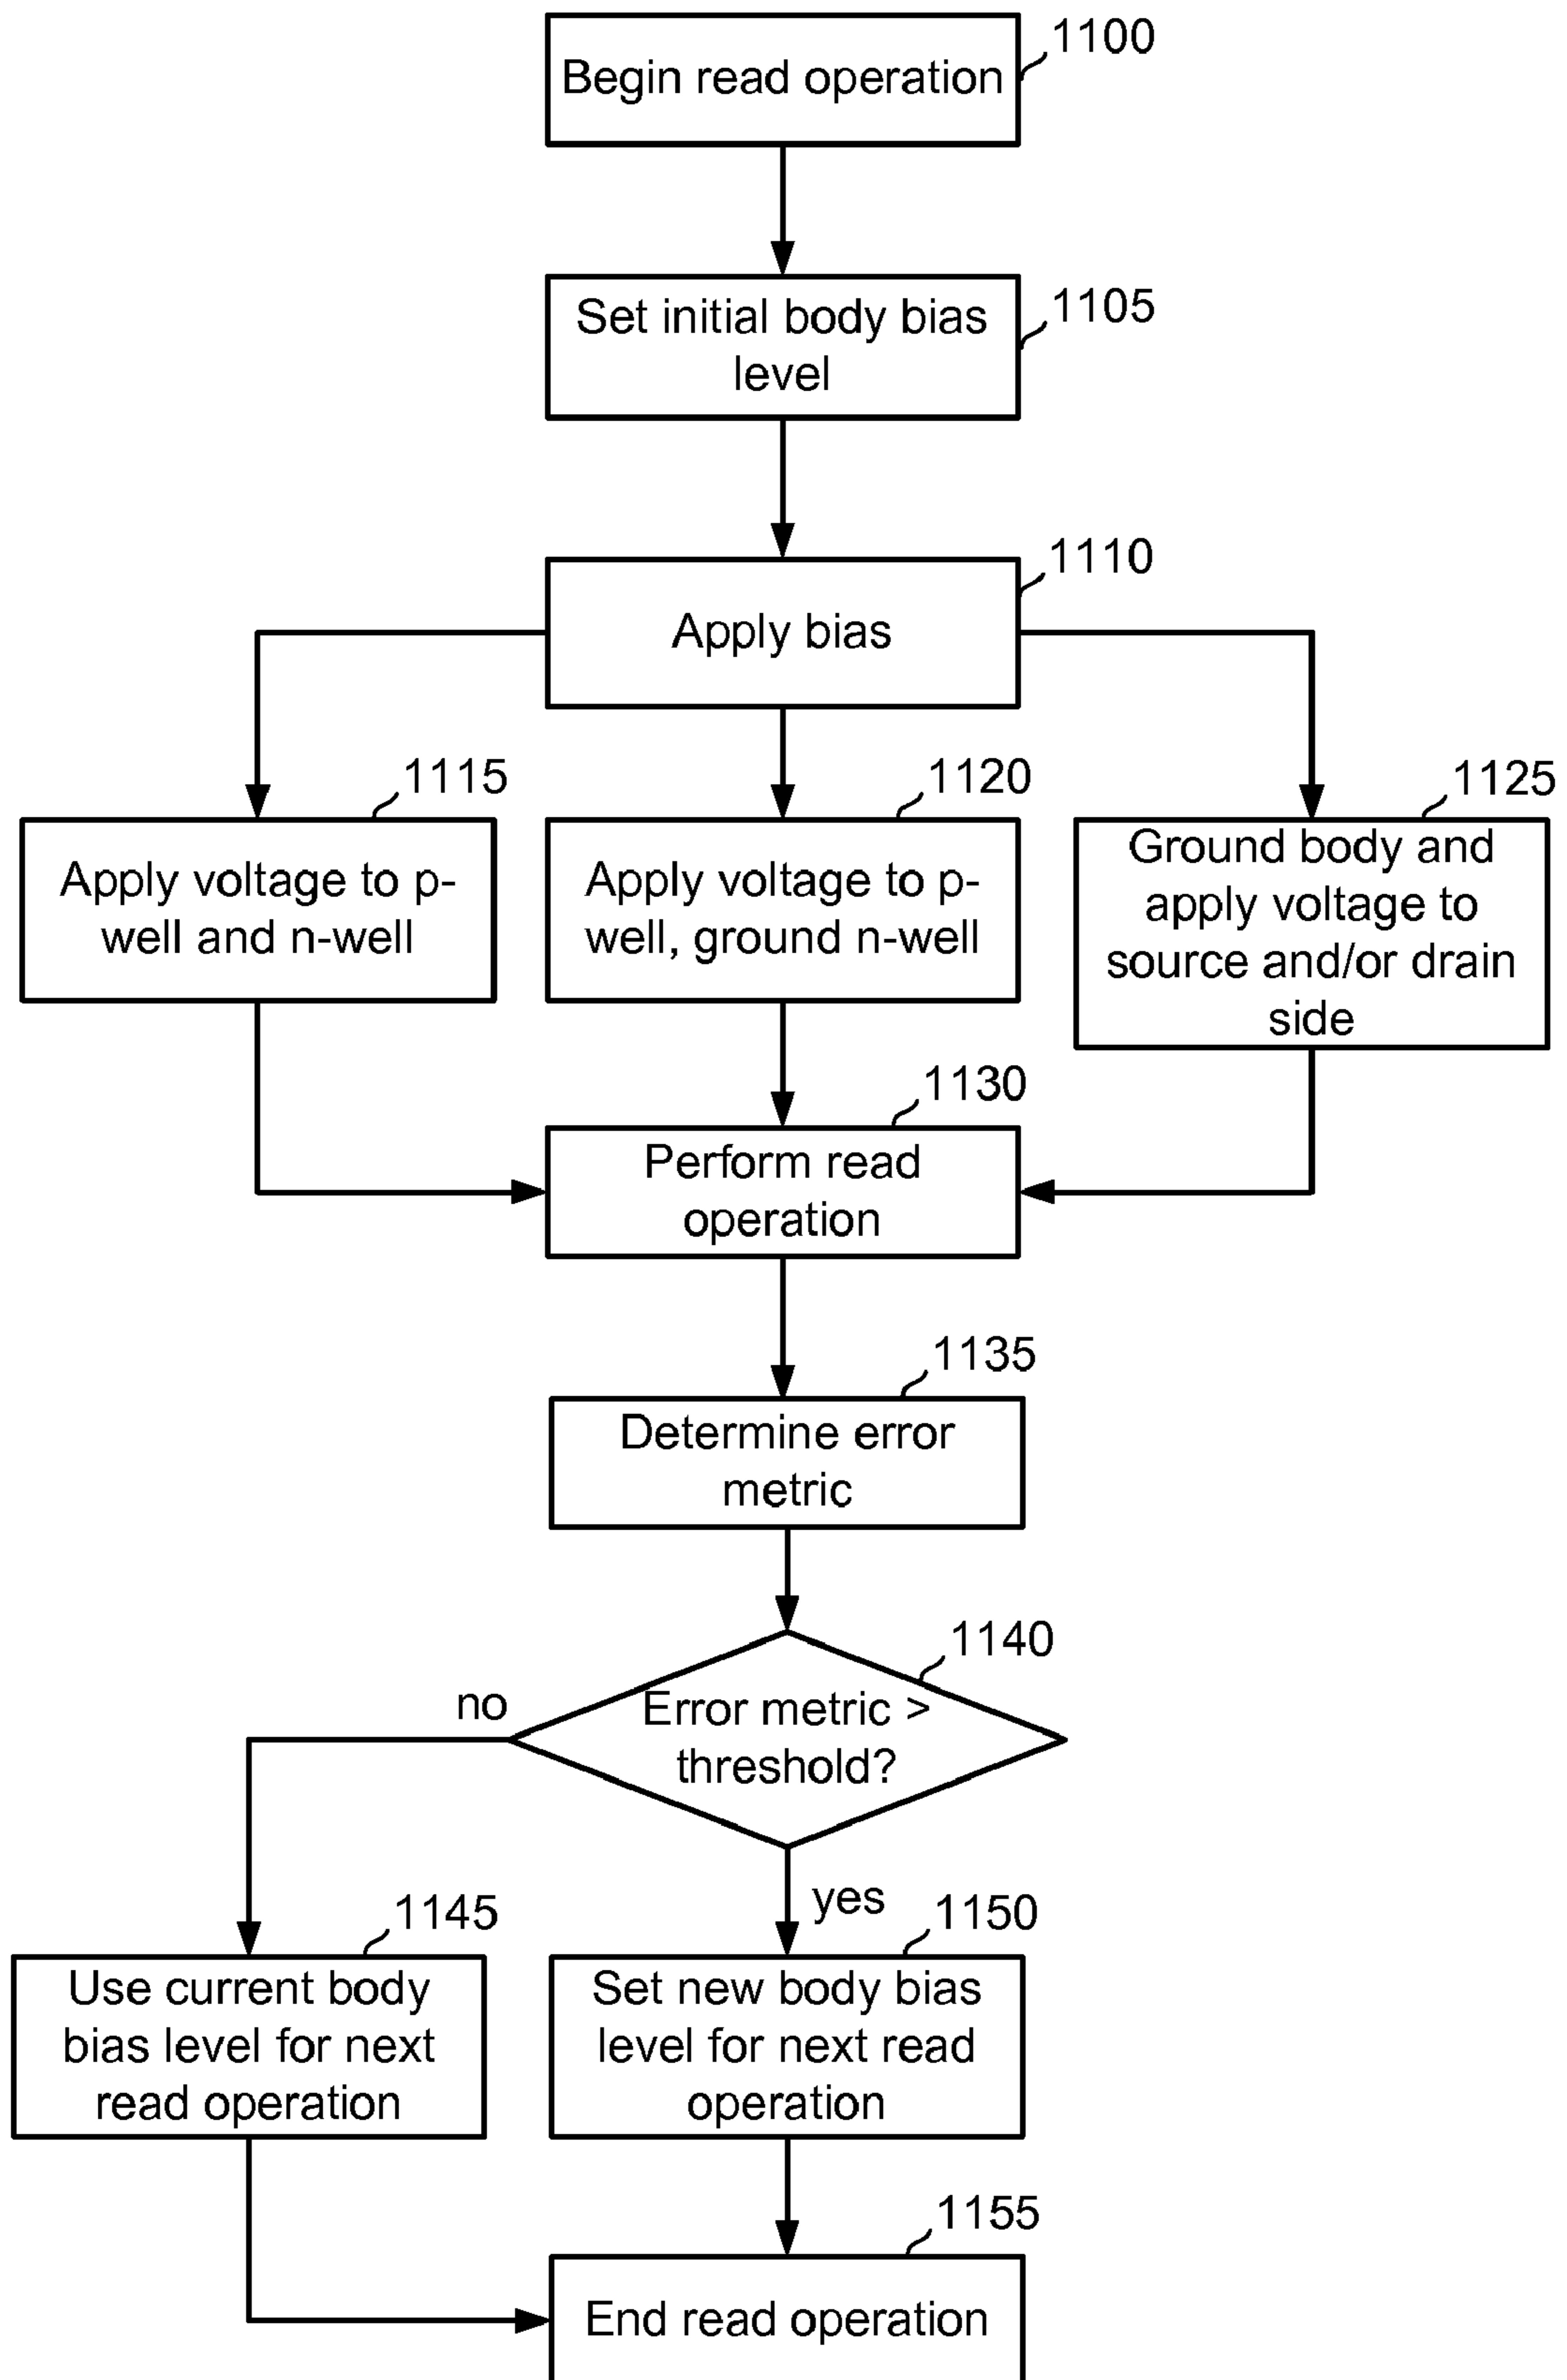 1100
Begin read operation
1105
Set initial body bias
level
1110
Apply bias
1115
Apply voltage to p-
well and n-well
1120
Apply voltage to p-
well, ground n-well
1125
Ground body and
apply voltage to
source and/or drain
side
1130
Perform read
operation
1135
Determine error
metric
1140
Error metric >
threshold?
no
yes
1145
Use current body
bias level for next
read operation
1150
Set new body bias
level for next read
operation
1155
End read operation